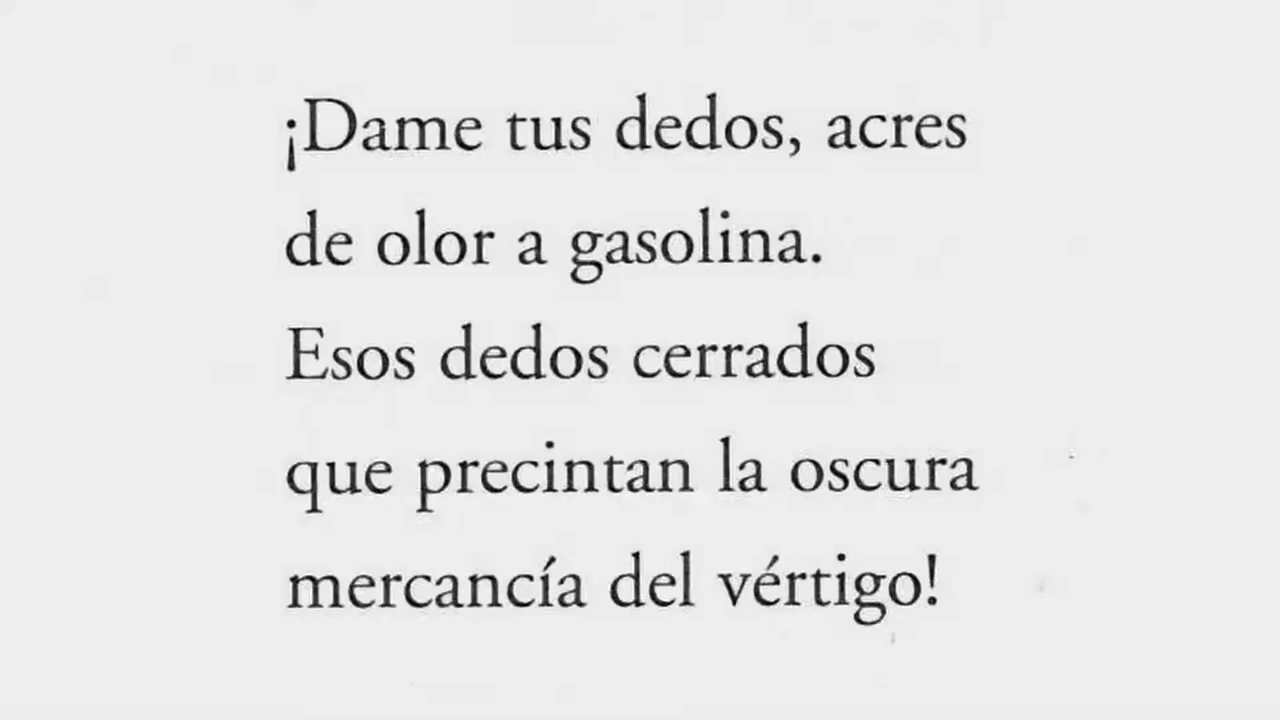 ¡Dame tus dedos, acres
de olor a gasolina.
Esos dedos cerrados
que precintan la oscura
mercancía del vértigo!